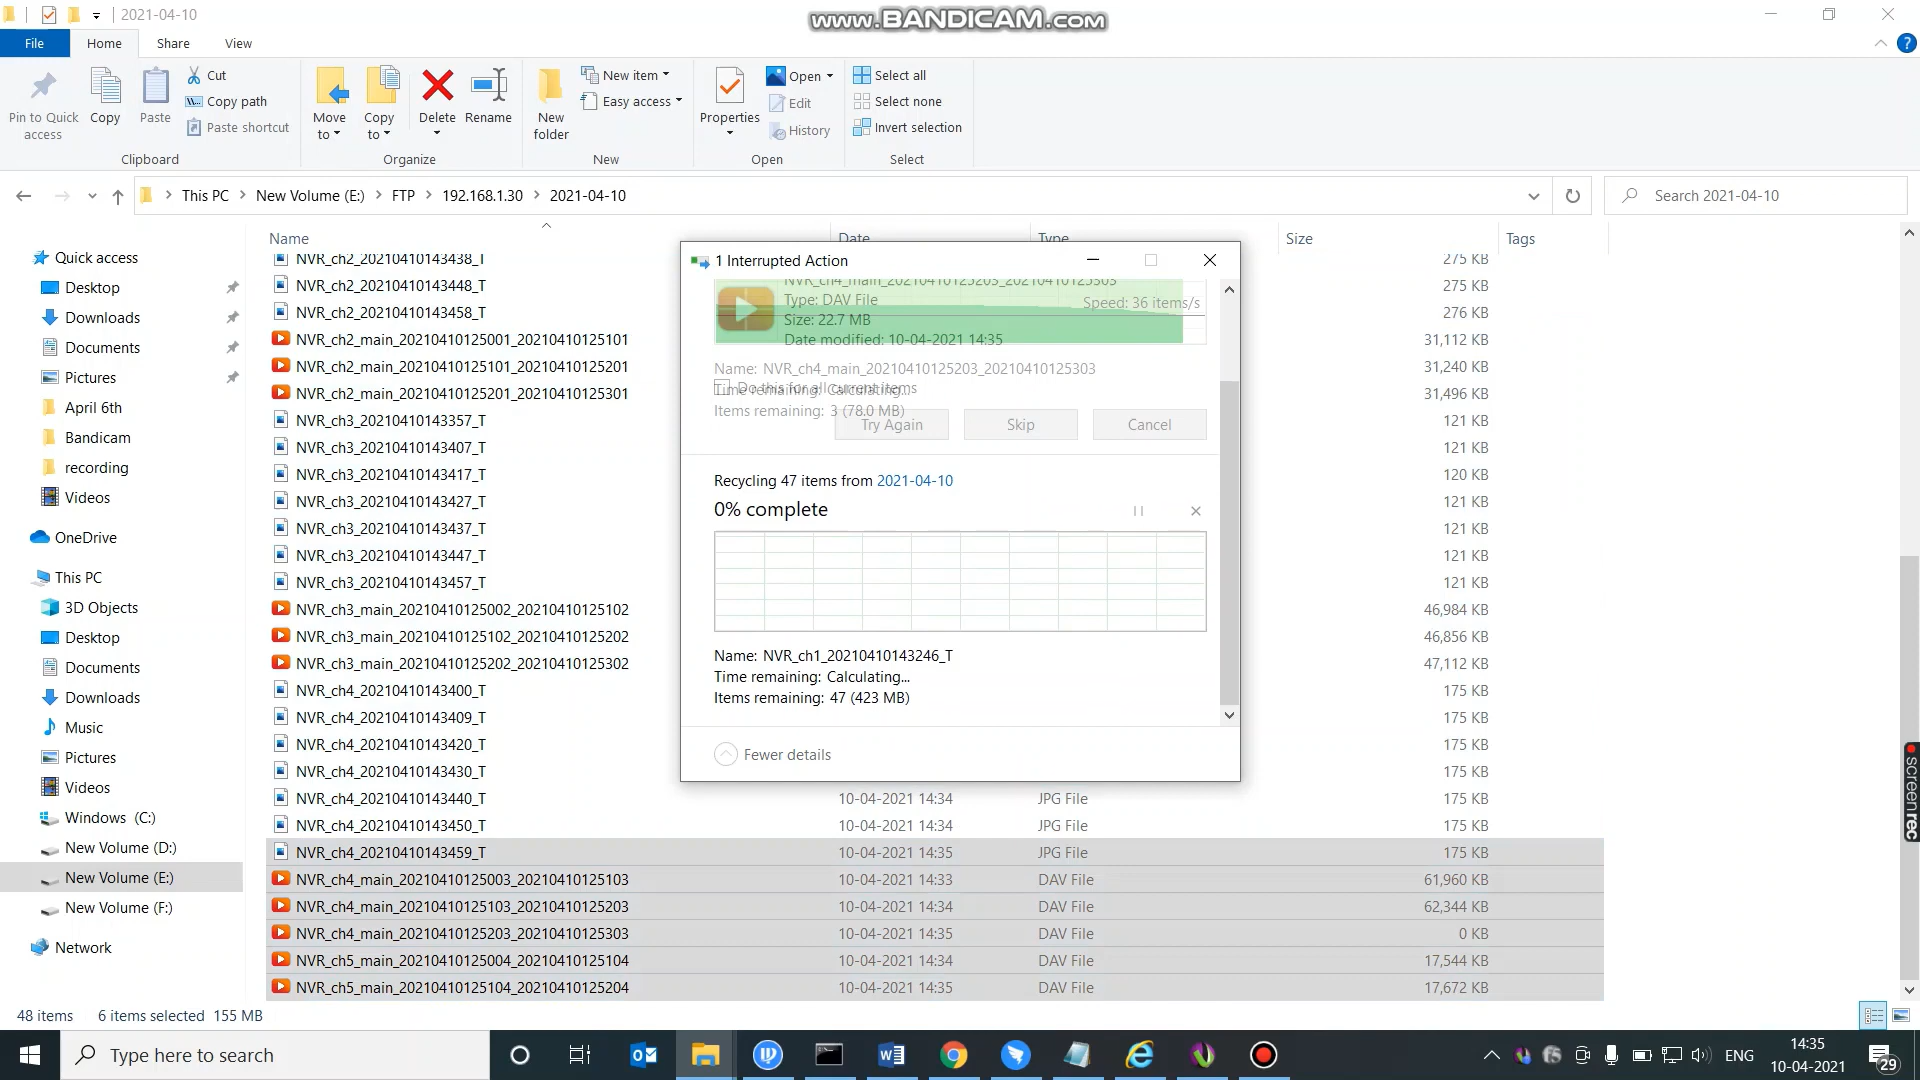 2021-04-10
www.BANDICAM.com
File
Home
Share
View
Pin to Quick access
Copy
Paste
Cut
Copy path
Paste shortcut
Clipboard
Move to
Copy to
Delete
Rename
Organize
New folder
New item
Easy access
New
Properties
Open
Edit
History
Open
Select all
Select none
Invert selection
Select
This PC > New Volume (E:) > FTP > 192.168.1.30 > 2021-04-10
Search 2021-04-10
Quick access
Desktop
Downloads
Documents
Pictures
April 6th
Bandicam
recording
Videos
OneDrive
This PC
3D Objects
Desktop
Documents
Downloads
Music
Pictures
Videos
Windows (C:)
New Volume (D:)
New Volume (E:)
New Volume (F:)
Network
Name Date Type Size Tags
NVR_ch2_20210410143438_T 275 KB
NVR_ch2_20210410143448_T 275 KB
NVR_ch2_20210410143458_T 276 KB
NVR_ch2_main_20210410125001_20210410125101 31,112 KB
NVR_ch2_main_20210410125101_20210410125201 31,240 KB
NVR_ch2_main_20210410125201_20210410125301 31,496 KB
NVR_ch3_20210410143357_T 121 KB
NVR_ch3_20210410143407_T 121 KB
NVR_ch3_20210410143417_T 120 KB
NVR_ch3_20210410143427_T 121 KB
NVR_ch3_20210410143437_T 121 KB
NVR_ch3_20210410143447_T 121 KB
NVR_ch3_20210410143457_T 121 KB
NVR_ch3_main_20210410125002_20210410125102 46,984 KB
NVR_ch3_main_20210410125102_20210410125202 46,856 KB
NVR_ch3_main_20210410125202_20210410125302 47,112 KB
NVR_ch4_20210410143400_T 175 KB
NVR_ch4_20210410143409_T 175 KB
NVR_ch4_20210410143420_T 175 KB
NVR_ch4_20210410143430_T 175 KB
NVR_ch4_20210410143440_T 10-04-2021 14:34 JPG File 175 KB
NVR_ch4_20210410143450_T 10-04-2021 14:34 JPG File 175 KB
NVR_ch4_20210410143459_T 10-04-2021 14:35 JPG File 175 KB
NVR_ch4_main_20210410125003_20210410125103 10-04-2021 14:33 DAV File 61,960 KB
NVR_ch4_main_20210410125103_20210410125203 10-04-2021 14:34 DAV File 62,344 KB
NVR_ch4_main_20210410125203_20210410125303 10-04-2021 14:35 DAV File 0 KB
NVR_ch5_main_20210410125004_20210410125104 10-04-2021 14:34 DAV File 17,544 KB
NVR_ch5_main_20210410125104_20210410125204 10-04-2021 14:35 DAV File 17,672 KB
1 Interrupted Action
NVR_ch4_main_20210410125203_20210410125303
Type: DAV File
Speed: 36 items/s
Size: 22.7 MB
Date modified: 10-04-2021 14:35
Name: NVR_ch4_main_20210410125203_20210410125303
Do this for all current items
Time remaining: Calculating...
Items remaining: 3 (78.0 MB)
Try Again
Skip
Cancel
Recycling 47 items from 2021-04-10
0% complete
Name: NVR_ch1_20210410143246_T
Time remaining: Calculating...
Items remaining: 47 (423 MB)
Fewer details
screenrec
48 items 6 items selected 155 MB
Type here to search
ENG
14:35
10-04-2021
29